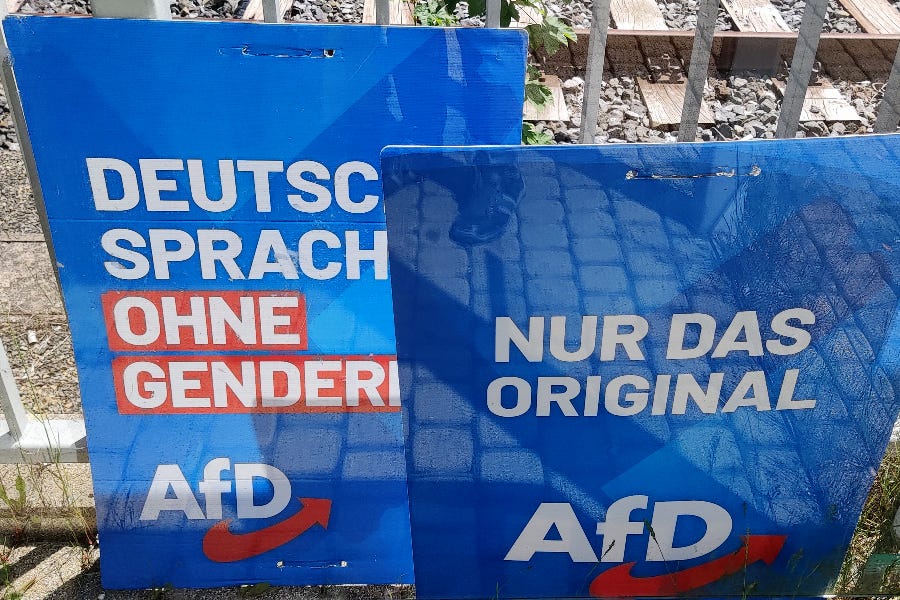 DEUTSC
SPRACH
OHNE
GENDER
AfD
NUR DAS
ORIGINAL
AfD